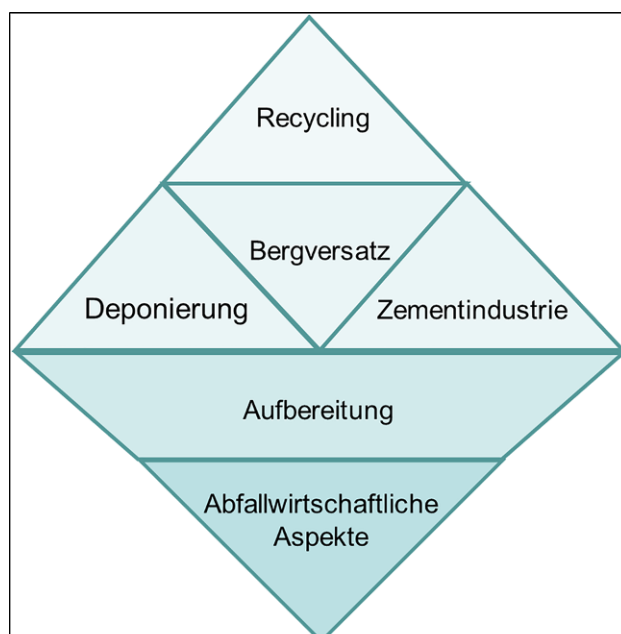 Recycling
Bergversatz
Deponierung
Zementindustrie
Aufbereitung
Abfallwirtschaftliche
Aspekte